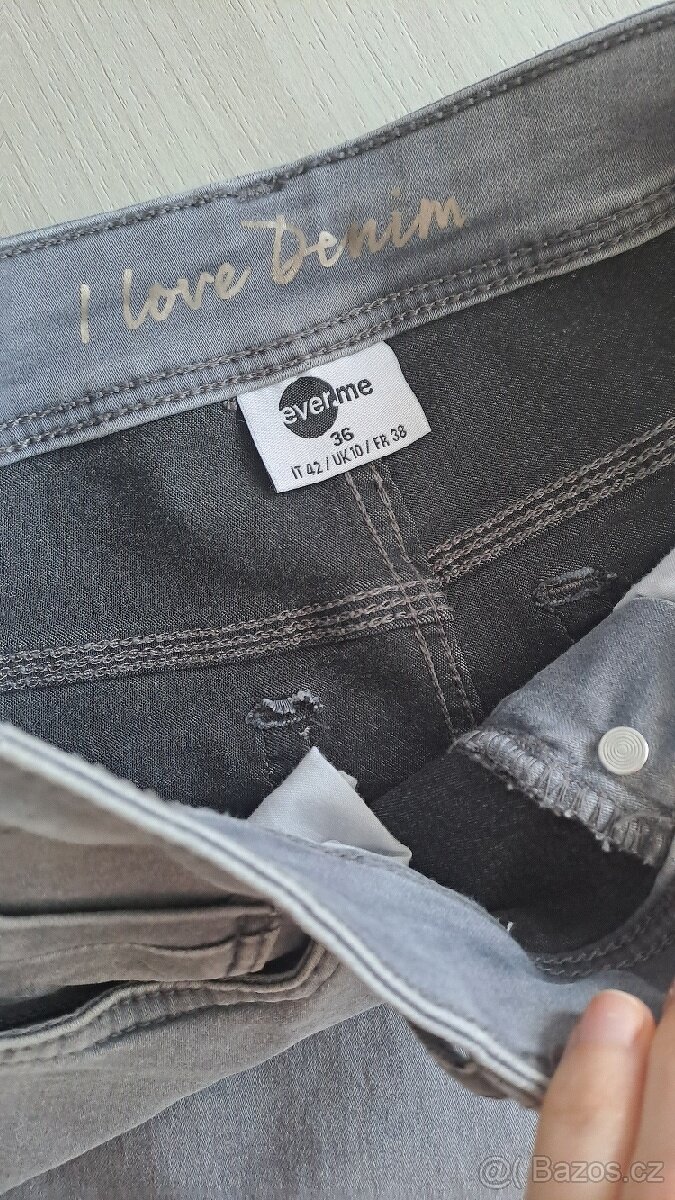 I love Denim
ever.me
36
IT 42 / UK 10 / FR 38
@( Bazos.cz